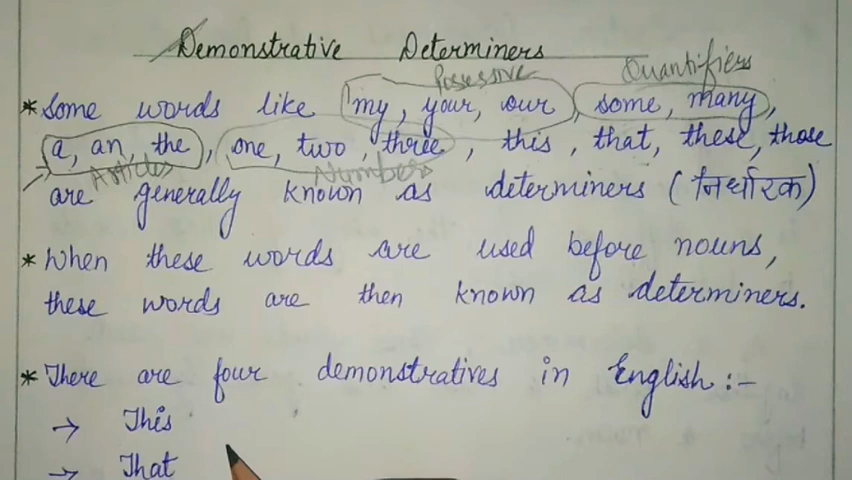 Demonstrative Determiners
Possessive Quantifiers
* Some words like my, your, our, some, many,
a, an, the, one, two, three, this, that, these, those
Articles Numbers
are generally known as determiners (निर्धारक)
* When these words are used before nouns,
these words are then known as determiners.
* There are four demonstratives in English :-
→ This
→ That